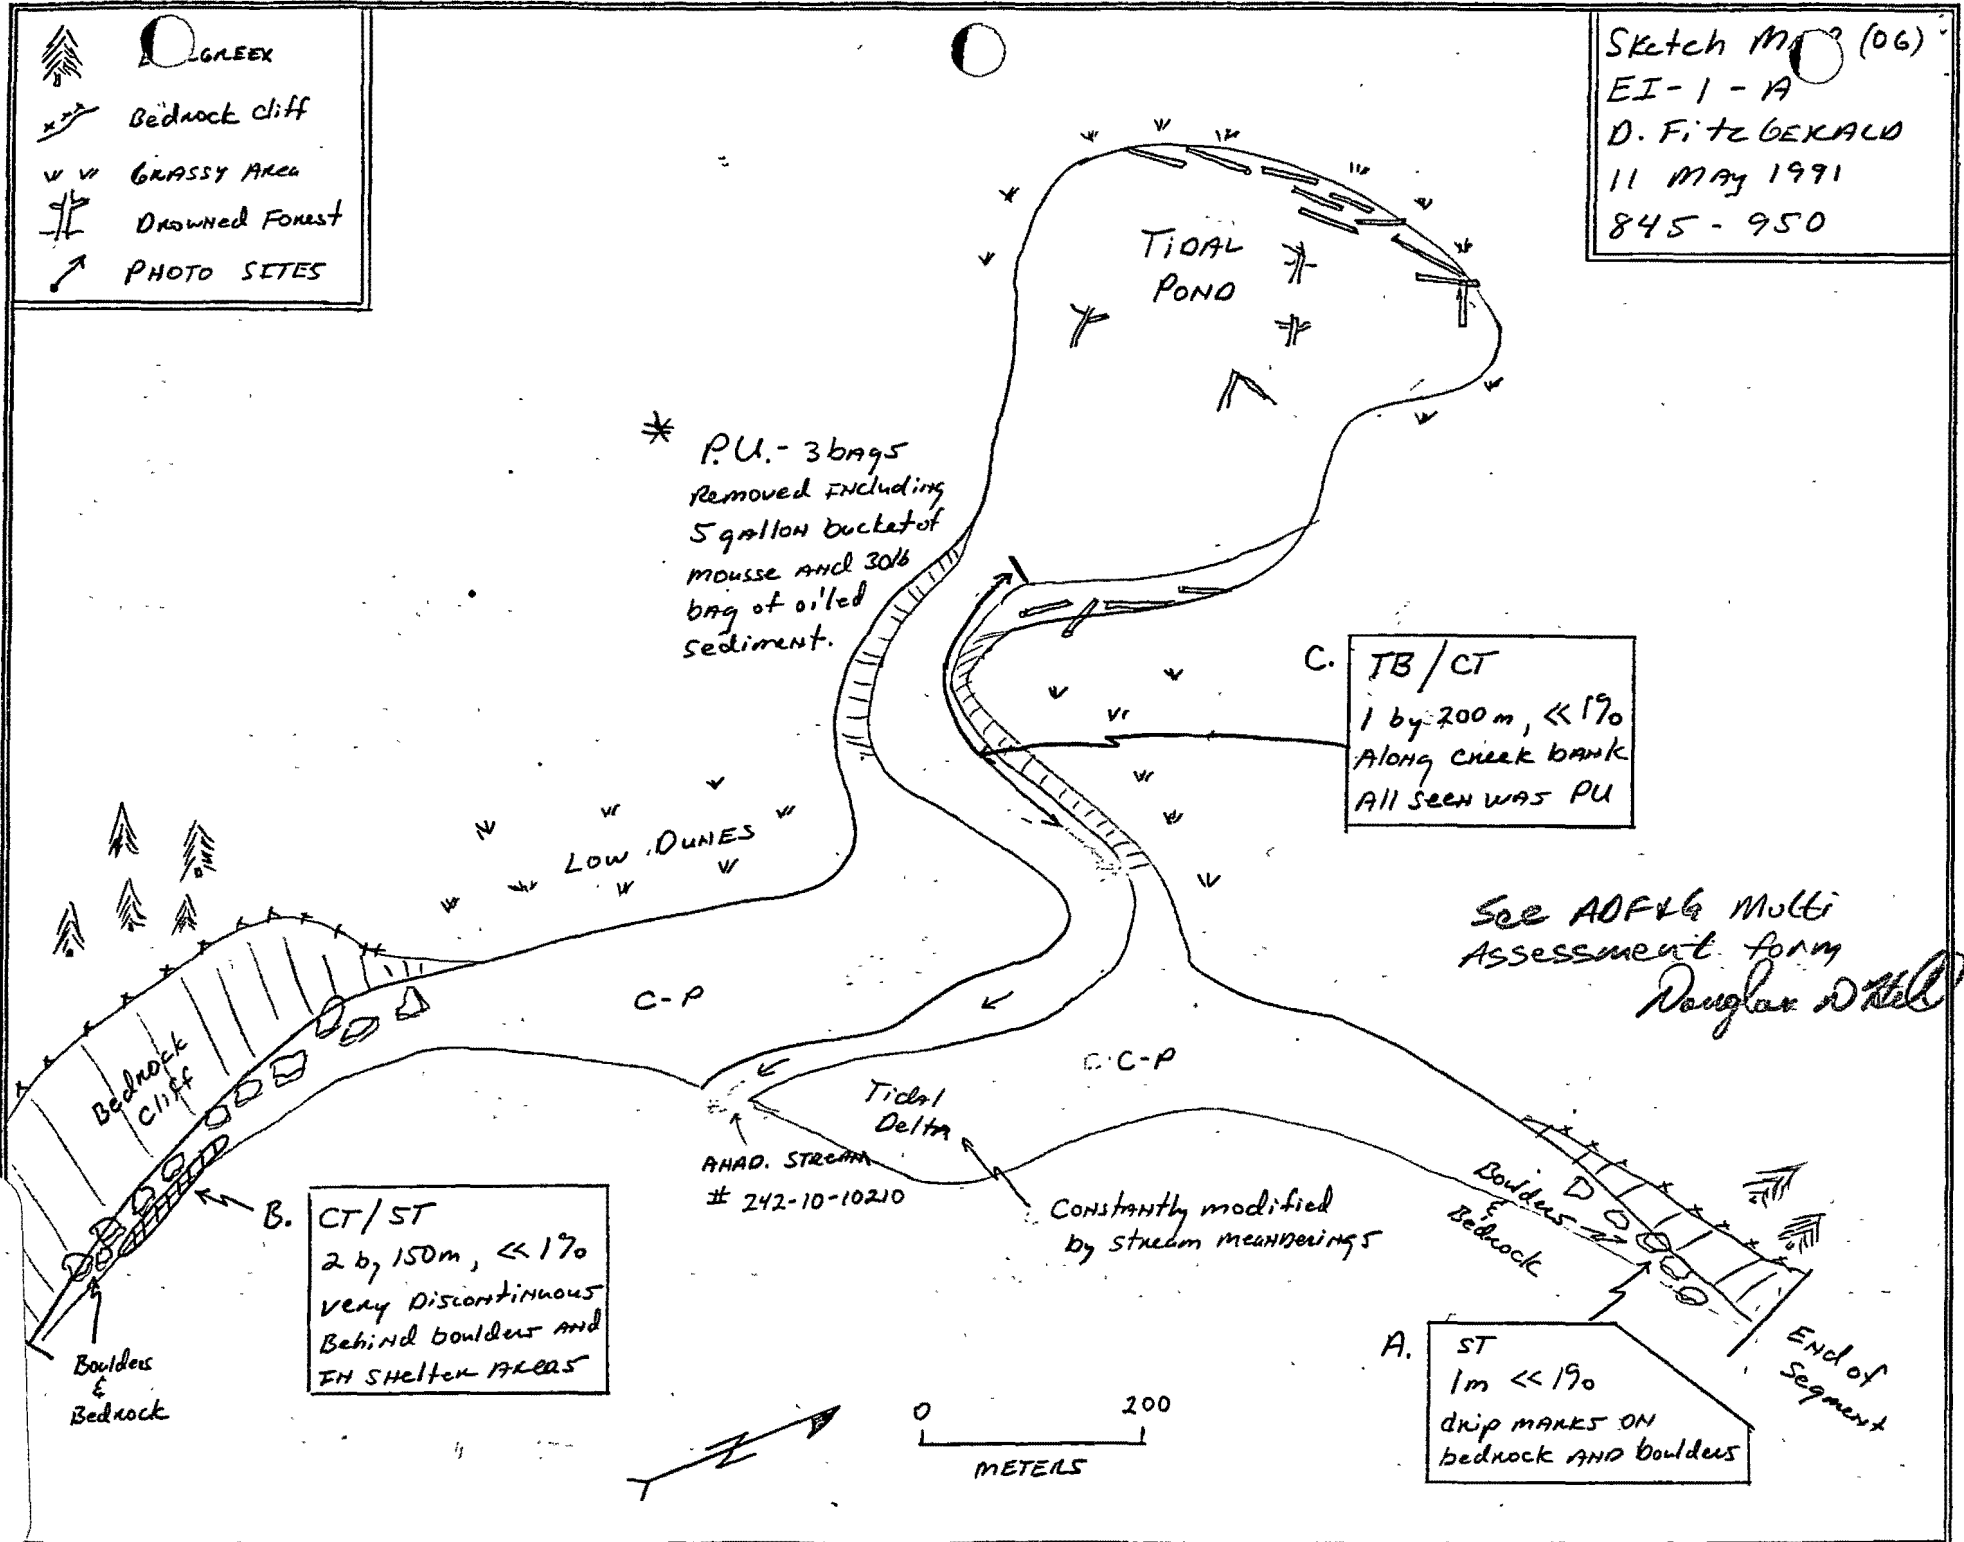 Bedrock Cliff
GRASSY AREA
DROWNED FOREST
PHOTO SITES
Sketch (06)
EI-1-A
D. FITZGERALD
11 MAY 1991
845 - 950
TIDAL
POND
P.U.- 3 bags
Removed Including
5 gallon bucket of
mousse and 30lb
bag of oiled
sediment.
C.
TB/CT
1 by 200m, <<1%
Along creek bank
All seen was PU
LOW DUNES
See ADF&G Multi
Assessment form
Douglas
C-P
C-P
Bedrock
Cliff
Tidal
Delta
ANAD. STREAM
# 242-10-10210
Constantly modified
by stream meanderings
Boulders
&
Bedrock
B.
CT/ST
2 by 150m, <<1%
very Discontinuous
Behind boulders AND
IN SHelter AREAS
Boulders
&
Bedrock
A.
ST
1m <<1%
drip MARKS ON
bedrock AND boulders
End of
Segment
N
0 200
METERS